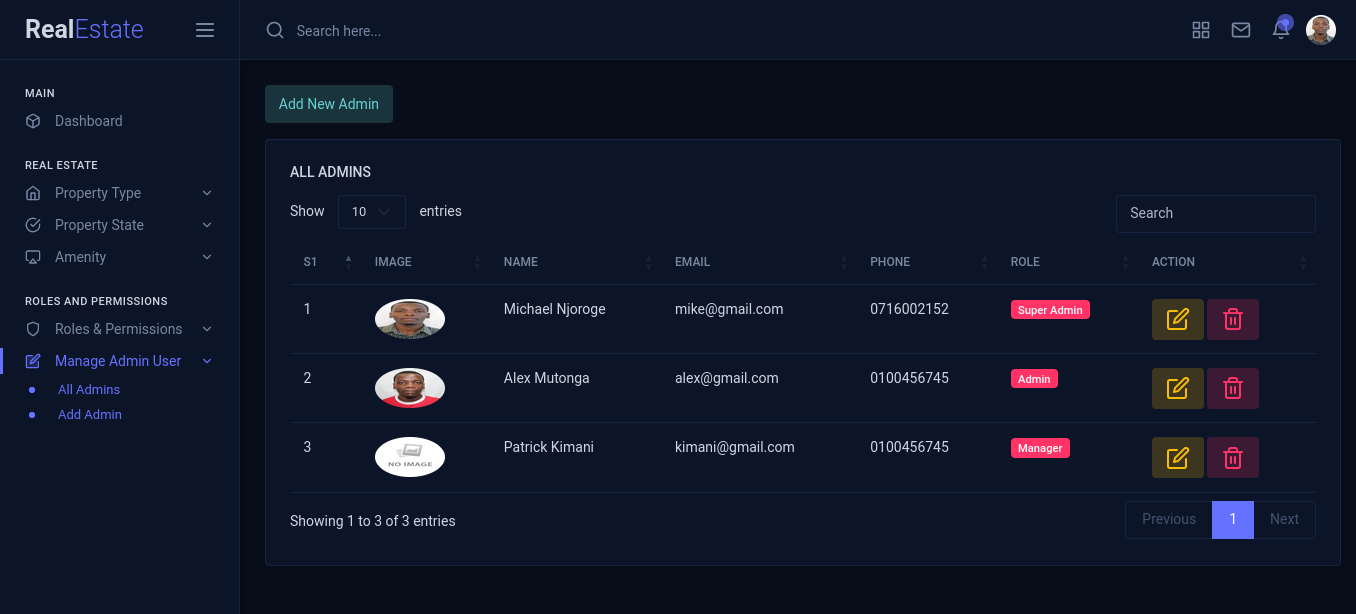 RealEstate
Search here...
MAIN
Dashboard
REAL ESTATE
Property Type
Property State
Amenity
ROLES AND PERMISSIONS
Roles & Permissions
Manage Admin User
All Admins
Add Admin
Add New Admin
ALL ADMINS
Show 10 entries
Search
S1 IMAGE NAME EMAIL PHONE ROLE ACTION
1 Michael Njoroge mike@gmail.com 0716002152 Super Admin
2 Alex Mutonga alex@gmail.com 0100456745 Admin
3 NO IMAGE Patrick Kimani kimani@gmail.com 0100456745 Manager
Showing 1 to 3 of 3 entries
Previous 1 Next